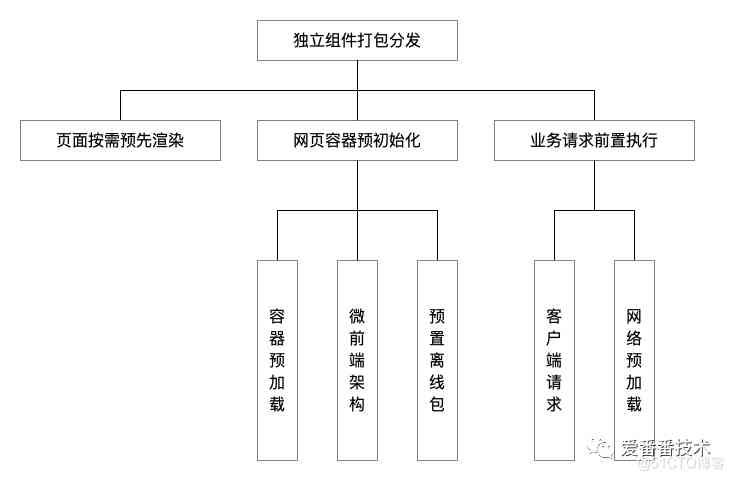 独立组件打包分发
页面按需预先渲染
网页容器预初始化
业务请求前置执行
容器预加载
微前端架构
预置离线包
客户端请求
网络预加载
爱番番技术
@51CTO博客